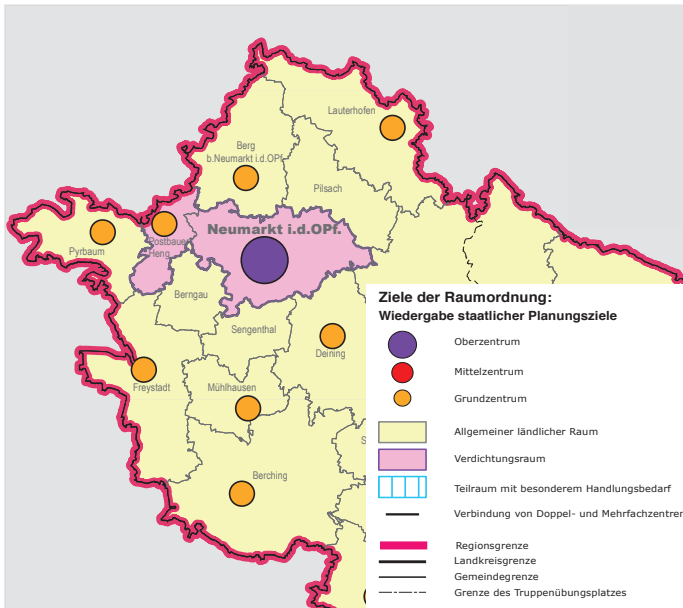 Lauterhofen
Berg
b.Neumarkt i.d.OPf.
Pilsach
Neumarkt i.d.OPf.
Postbauer
Heng
Pyrbaum
Berngau
Sengenthal
Deining
Freystadt
Mühlhausen
Berching
S
Ziele der Raumordnung:
Wiedergabe staatlicher Planungsziele
Oberzentrum
Mittelzentrum
Grundzentrum
Allgemeiner ländlicher Raum
Verdichtungsraum
Teilraum mit besonderem Handlungsbedarf
Verbindung von Doppel- und Mehrfachzentren
Regionsgrenze
Landkreisgrenze
Gemeindegrenze
Grenze des Truppenübungsplatzes